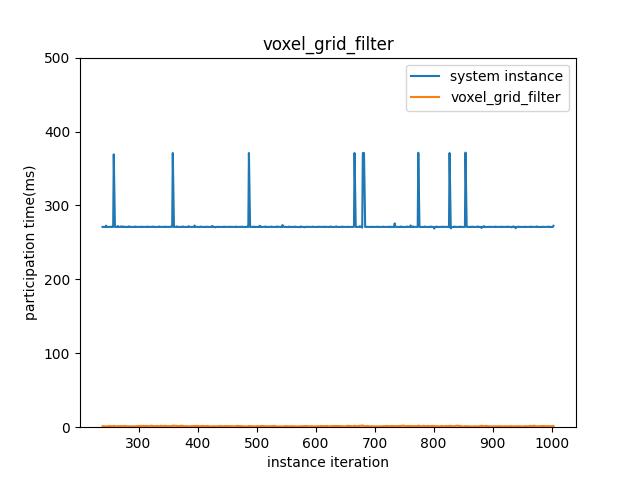 voxel_grid_filter
500
400
300
200
100
0
participation time(ms)
system instance
voxel_grid_filter
300 400 500 600 700 800 900 1000
instance iteration